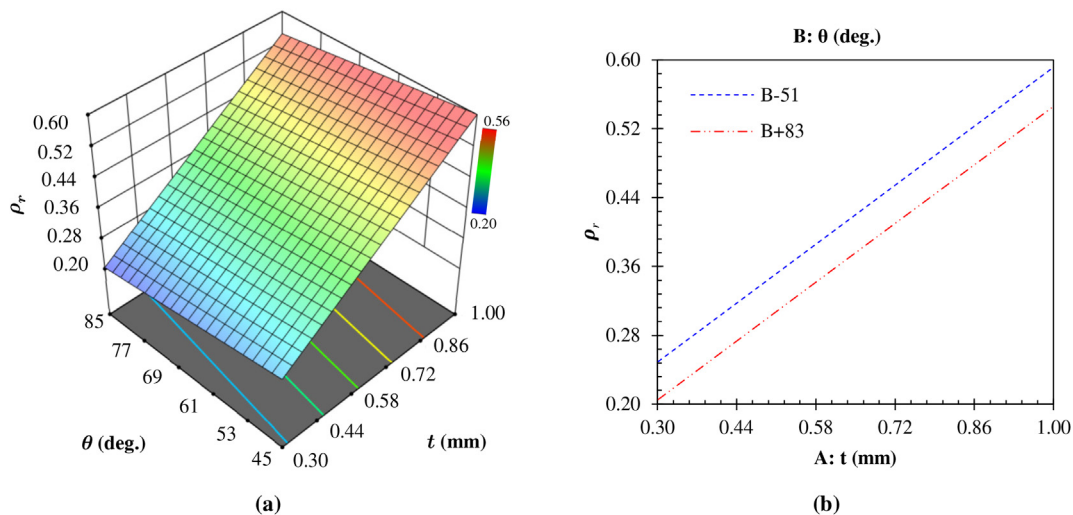 0.60
0.52
0.44
0.36
0.28
0.20
ρr
0.56
0.20
85
77
69
61
53
45
θ (deg.)
0.30
0.44
0.58
0.72
0.86
1.00
t (mm)
(a)
B: θ (deg.)
B-51
B+83
0.60
0.52
0.44
0.36
0.28
0.20
ρr
0.30 0.44 0.58 0.72 0.86 1.00
A: t (mm)
(b)